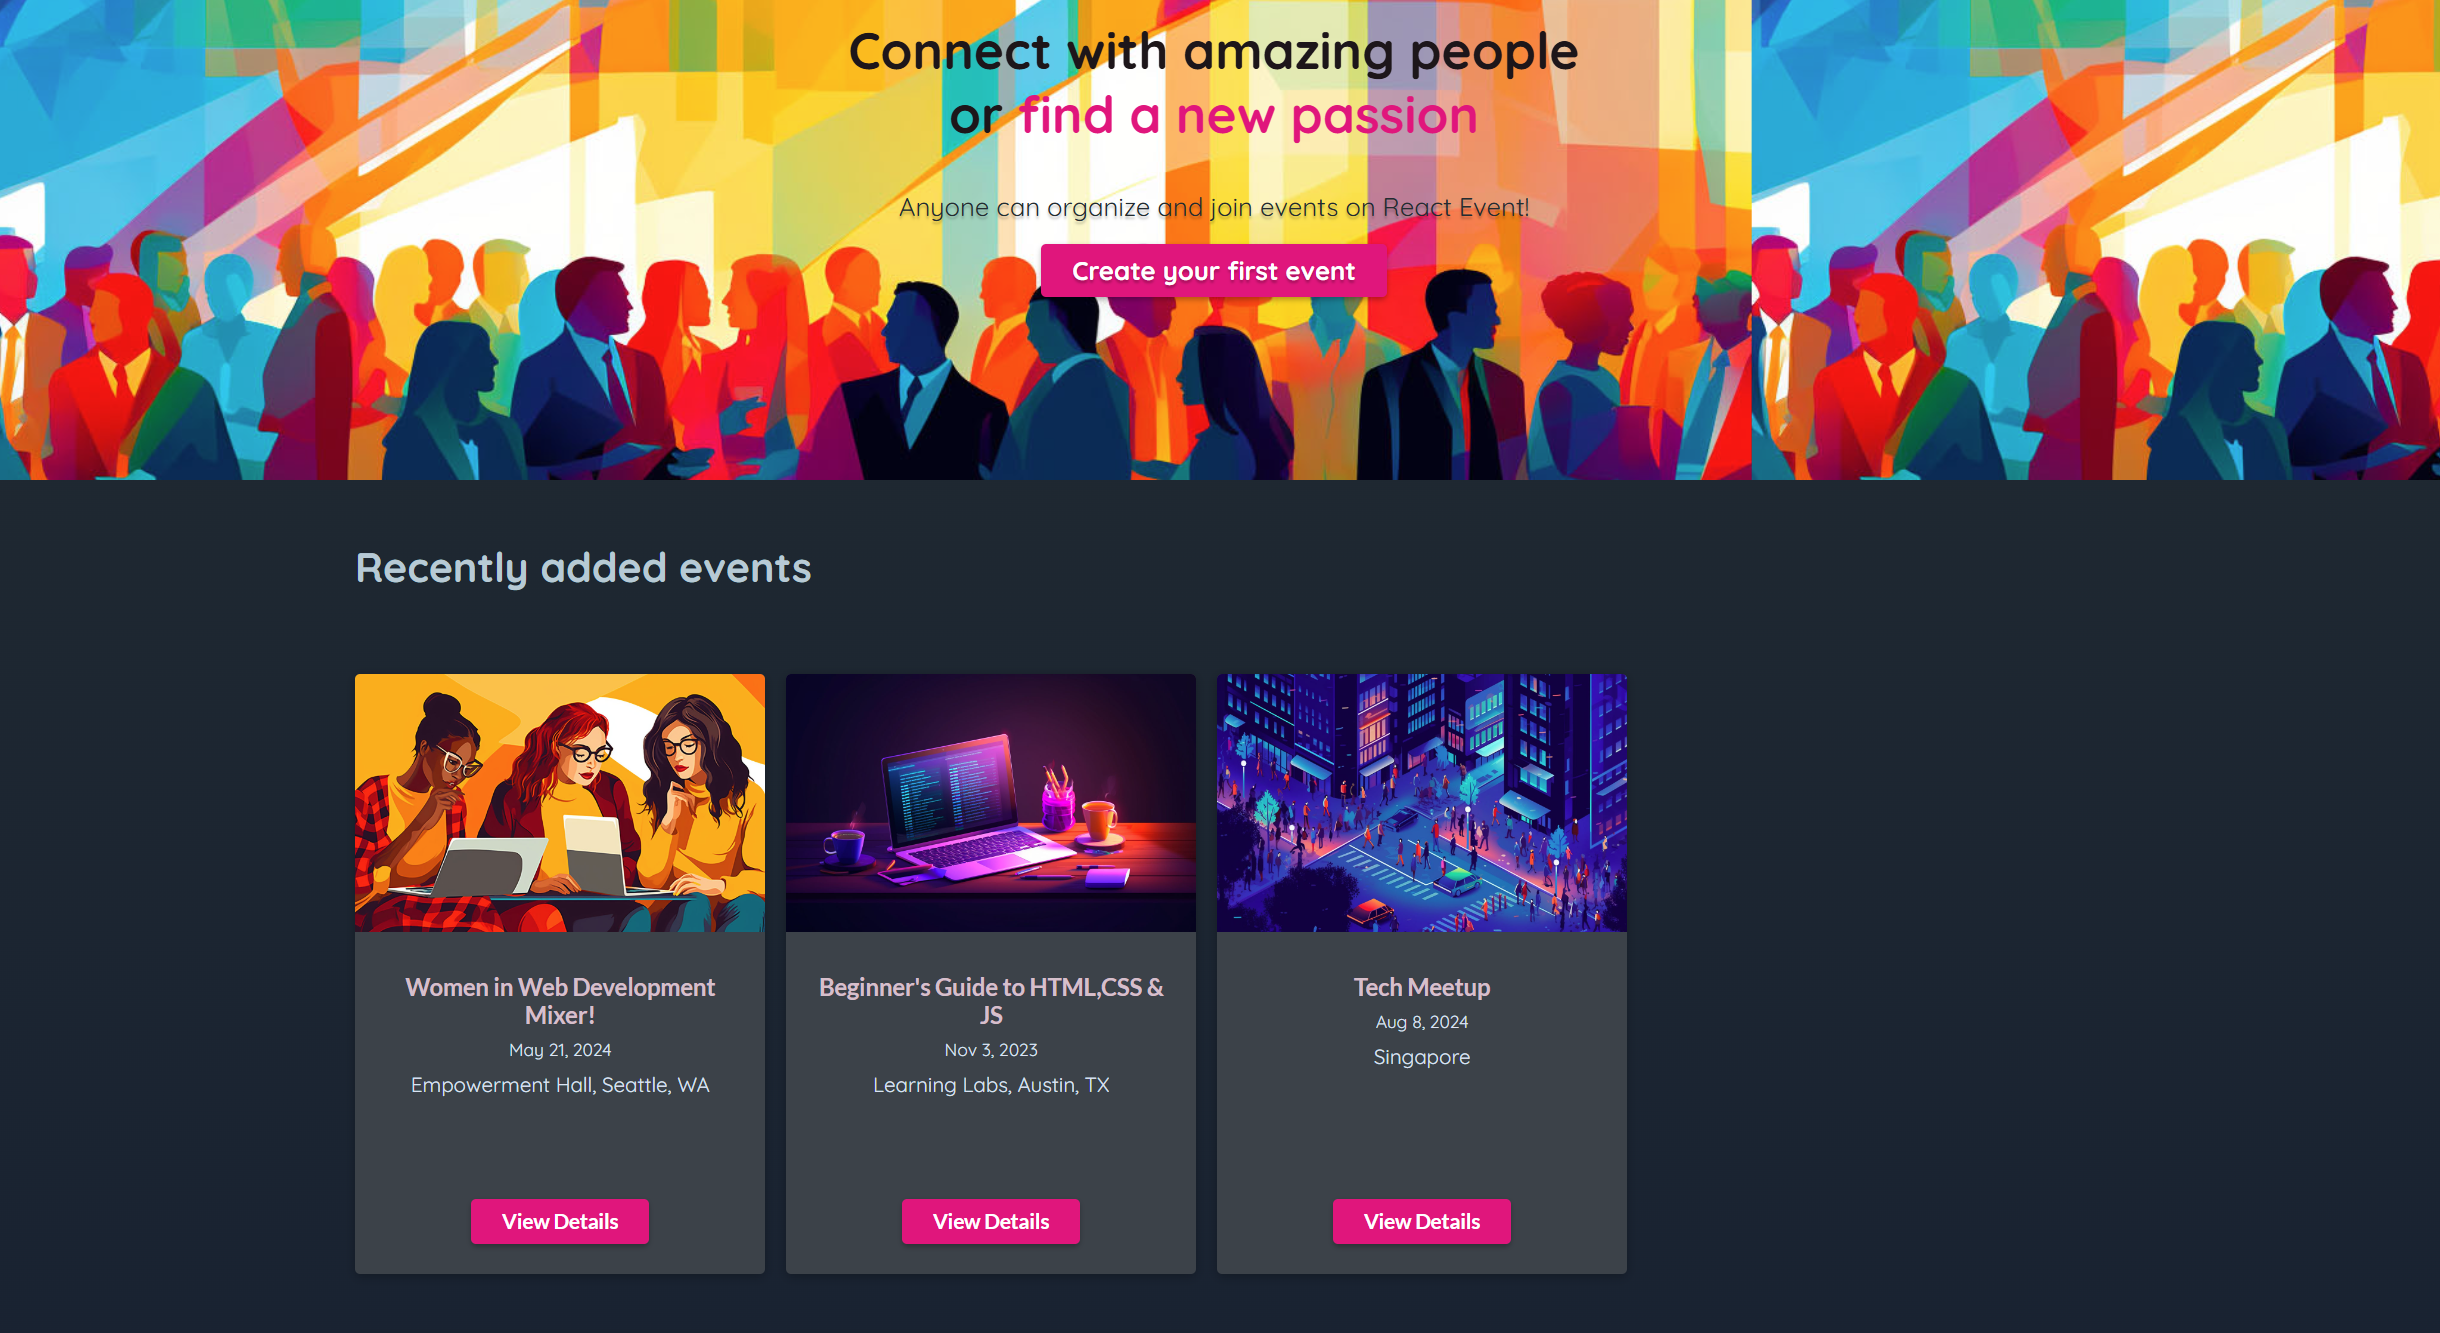 Connect with amazing people
or find a new passion
Anyone can organize and join events on React Event!
Create your first event
Recently added events
Women in Web Development
Mixer!
May 21, 2024
Empowerment Hall, Seattle, WA
View Details
Beginner's Guide to HTML,CSS &
JS
Nov 3, 2023
Learning Labs, Austin, TX
View Details
Tech Meetup
Aug 8, 2024
Singapore
View Details